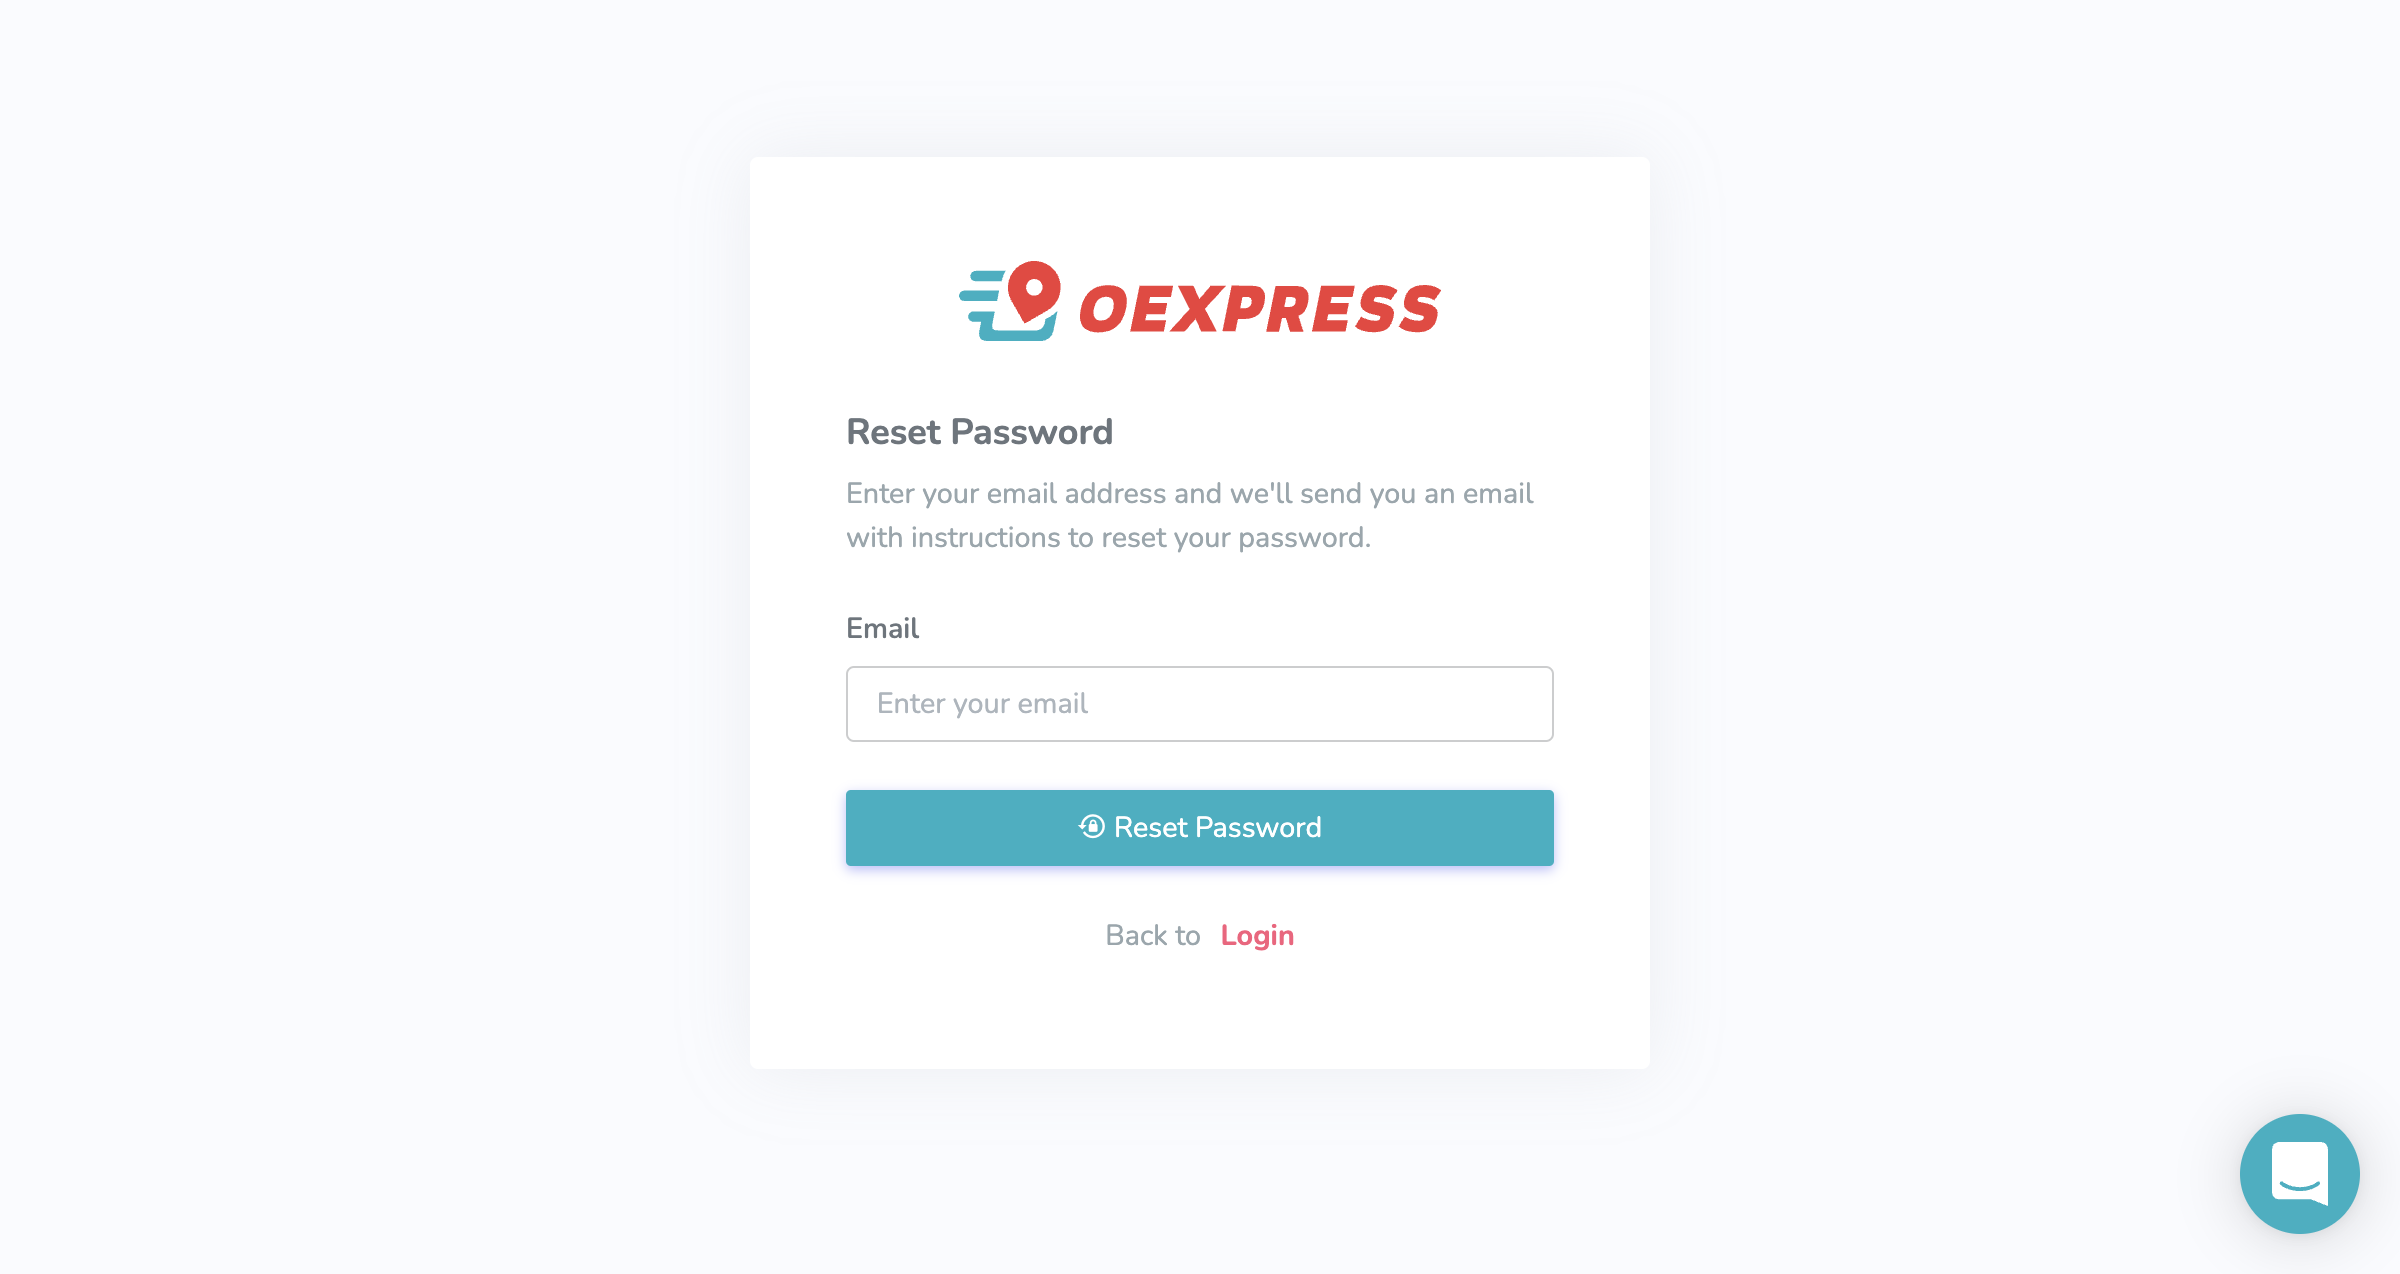 OEXPRESS
Reset Password
Enter your email address and we'll send you an email
with instructions to reset your password.
Email
Enter your email
Reset Password
Back to Login